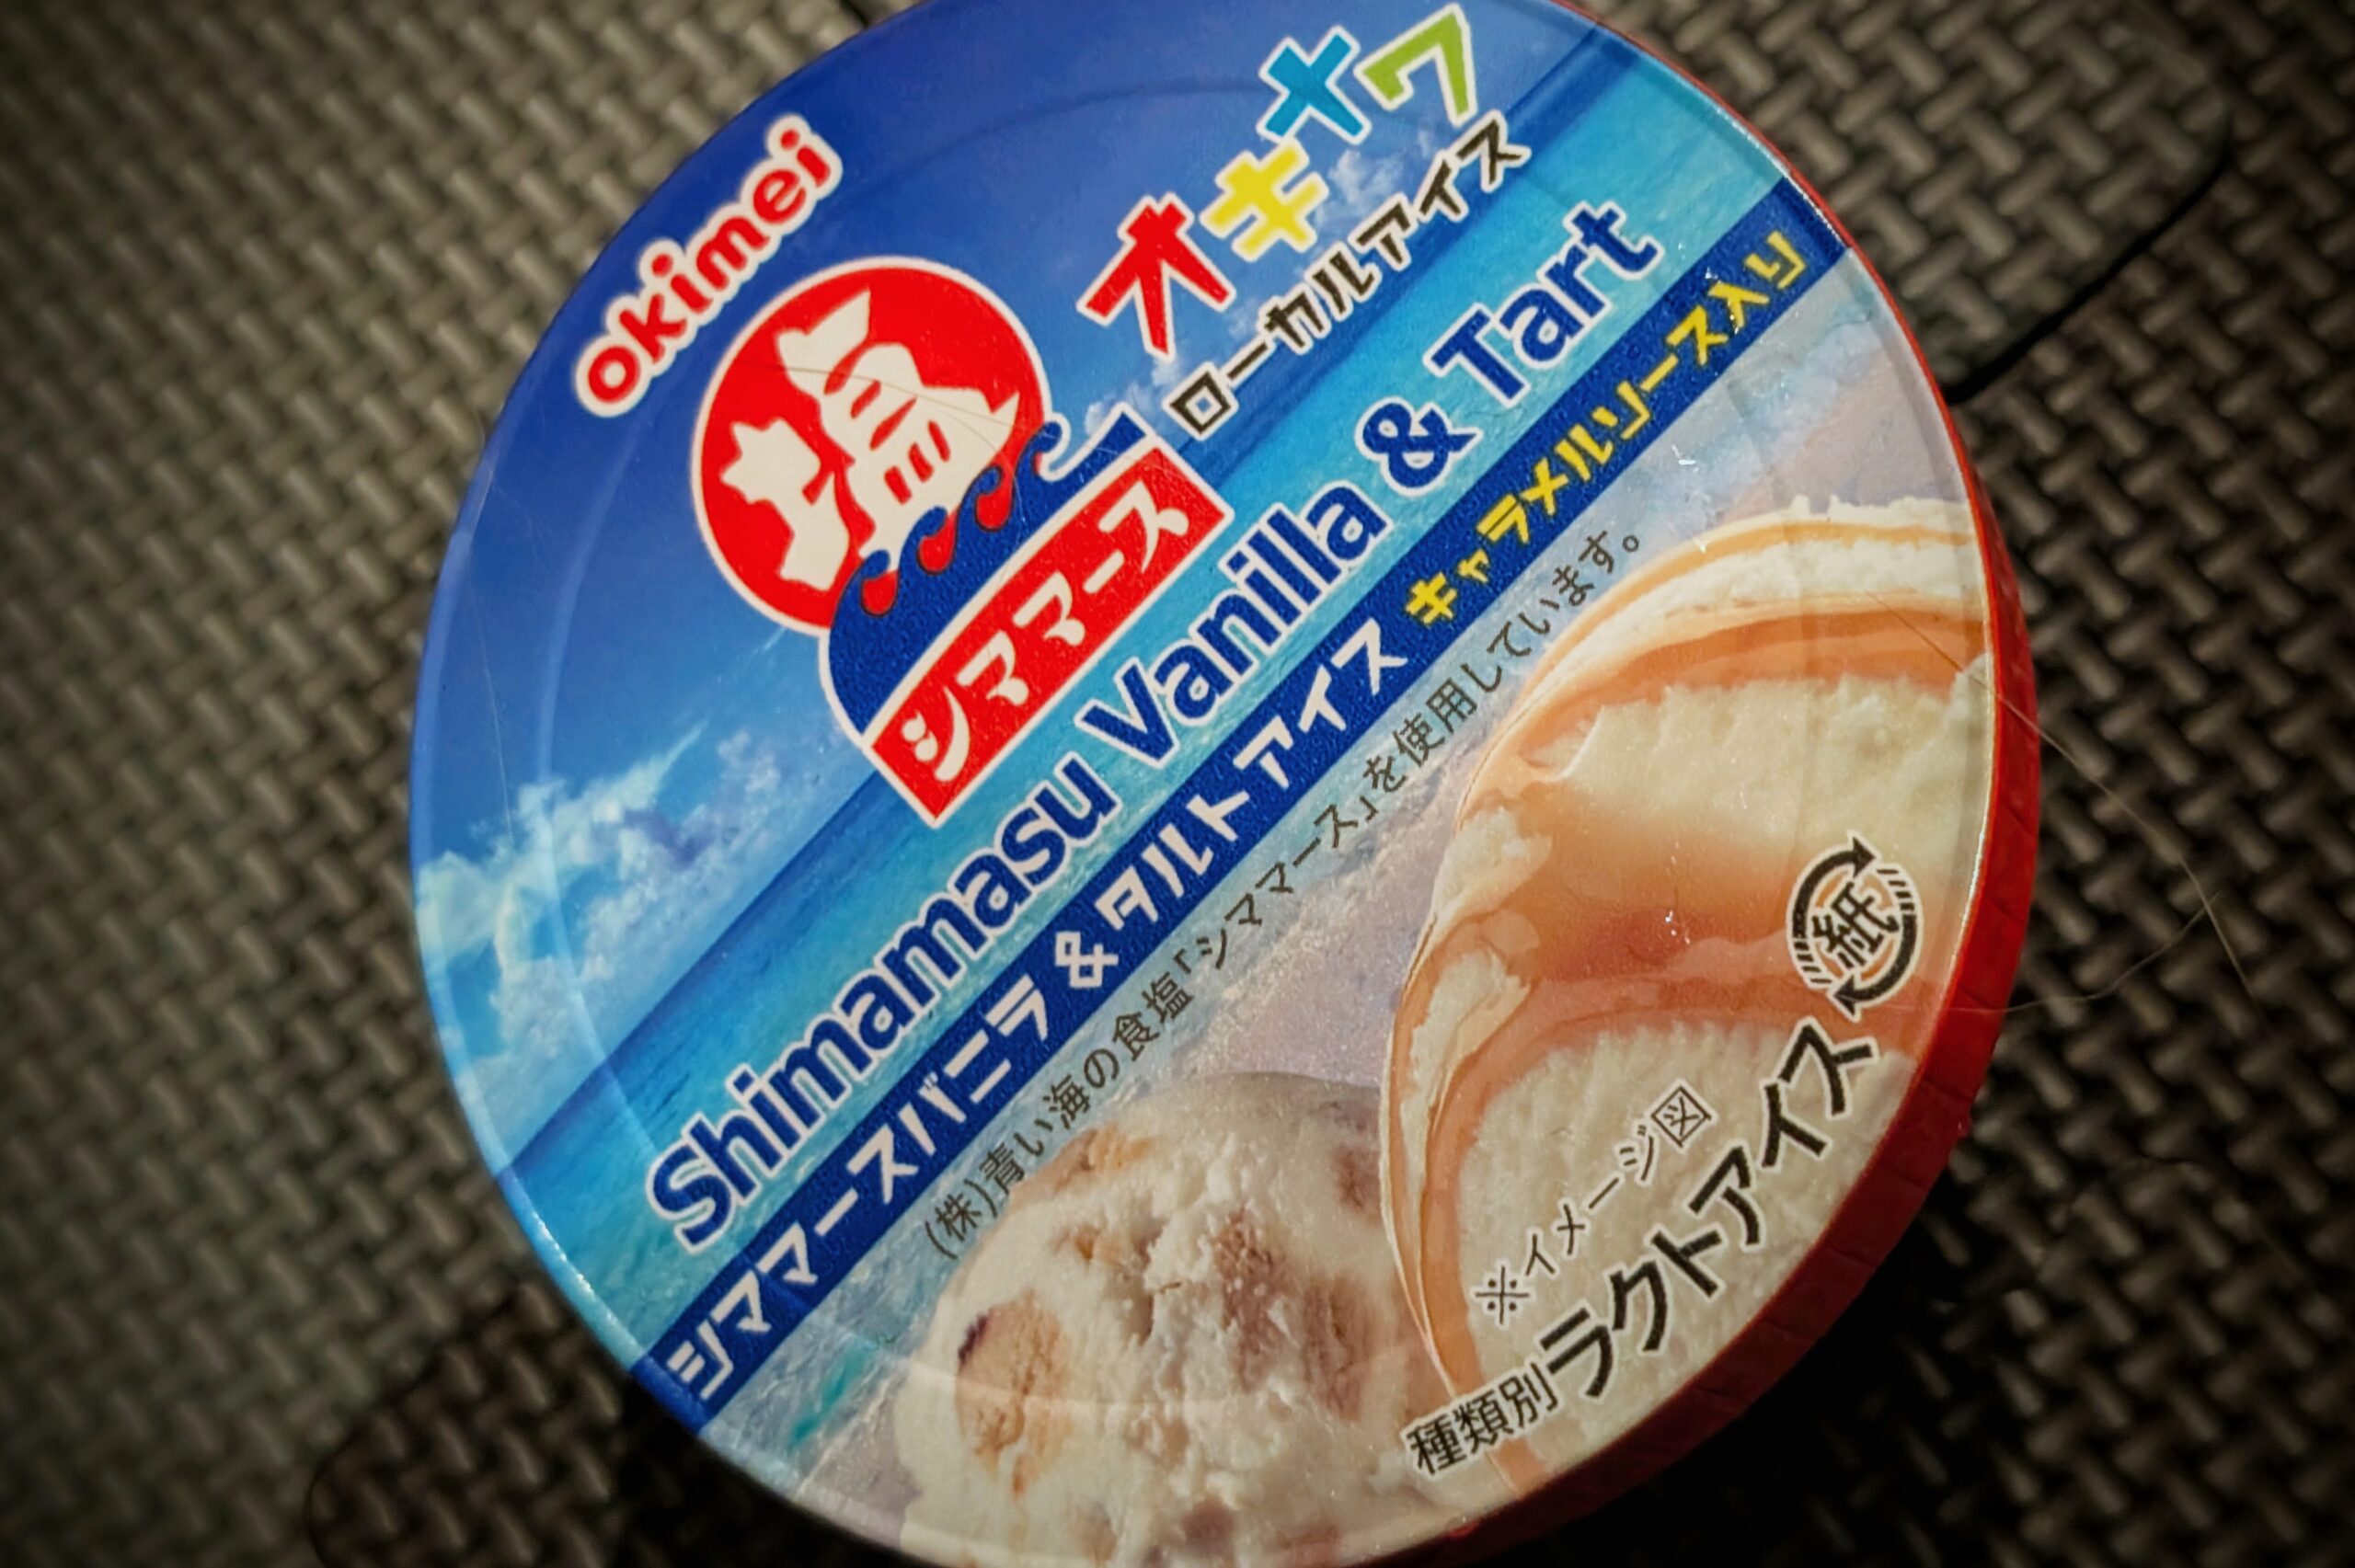 Okimei
オキナワ
ローカルアイス
塩
シママース
Shimamasu Vanilla & Tart
シママースバニラ & タルトアイス キャラメルソース入り
(株)青い海の食塩「シママース」を使用しています。
紙
※イメージ図
種類別ラクトアイス